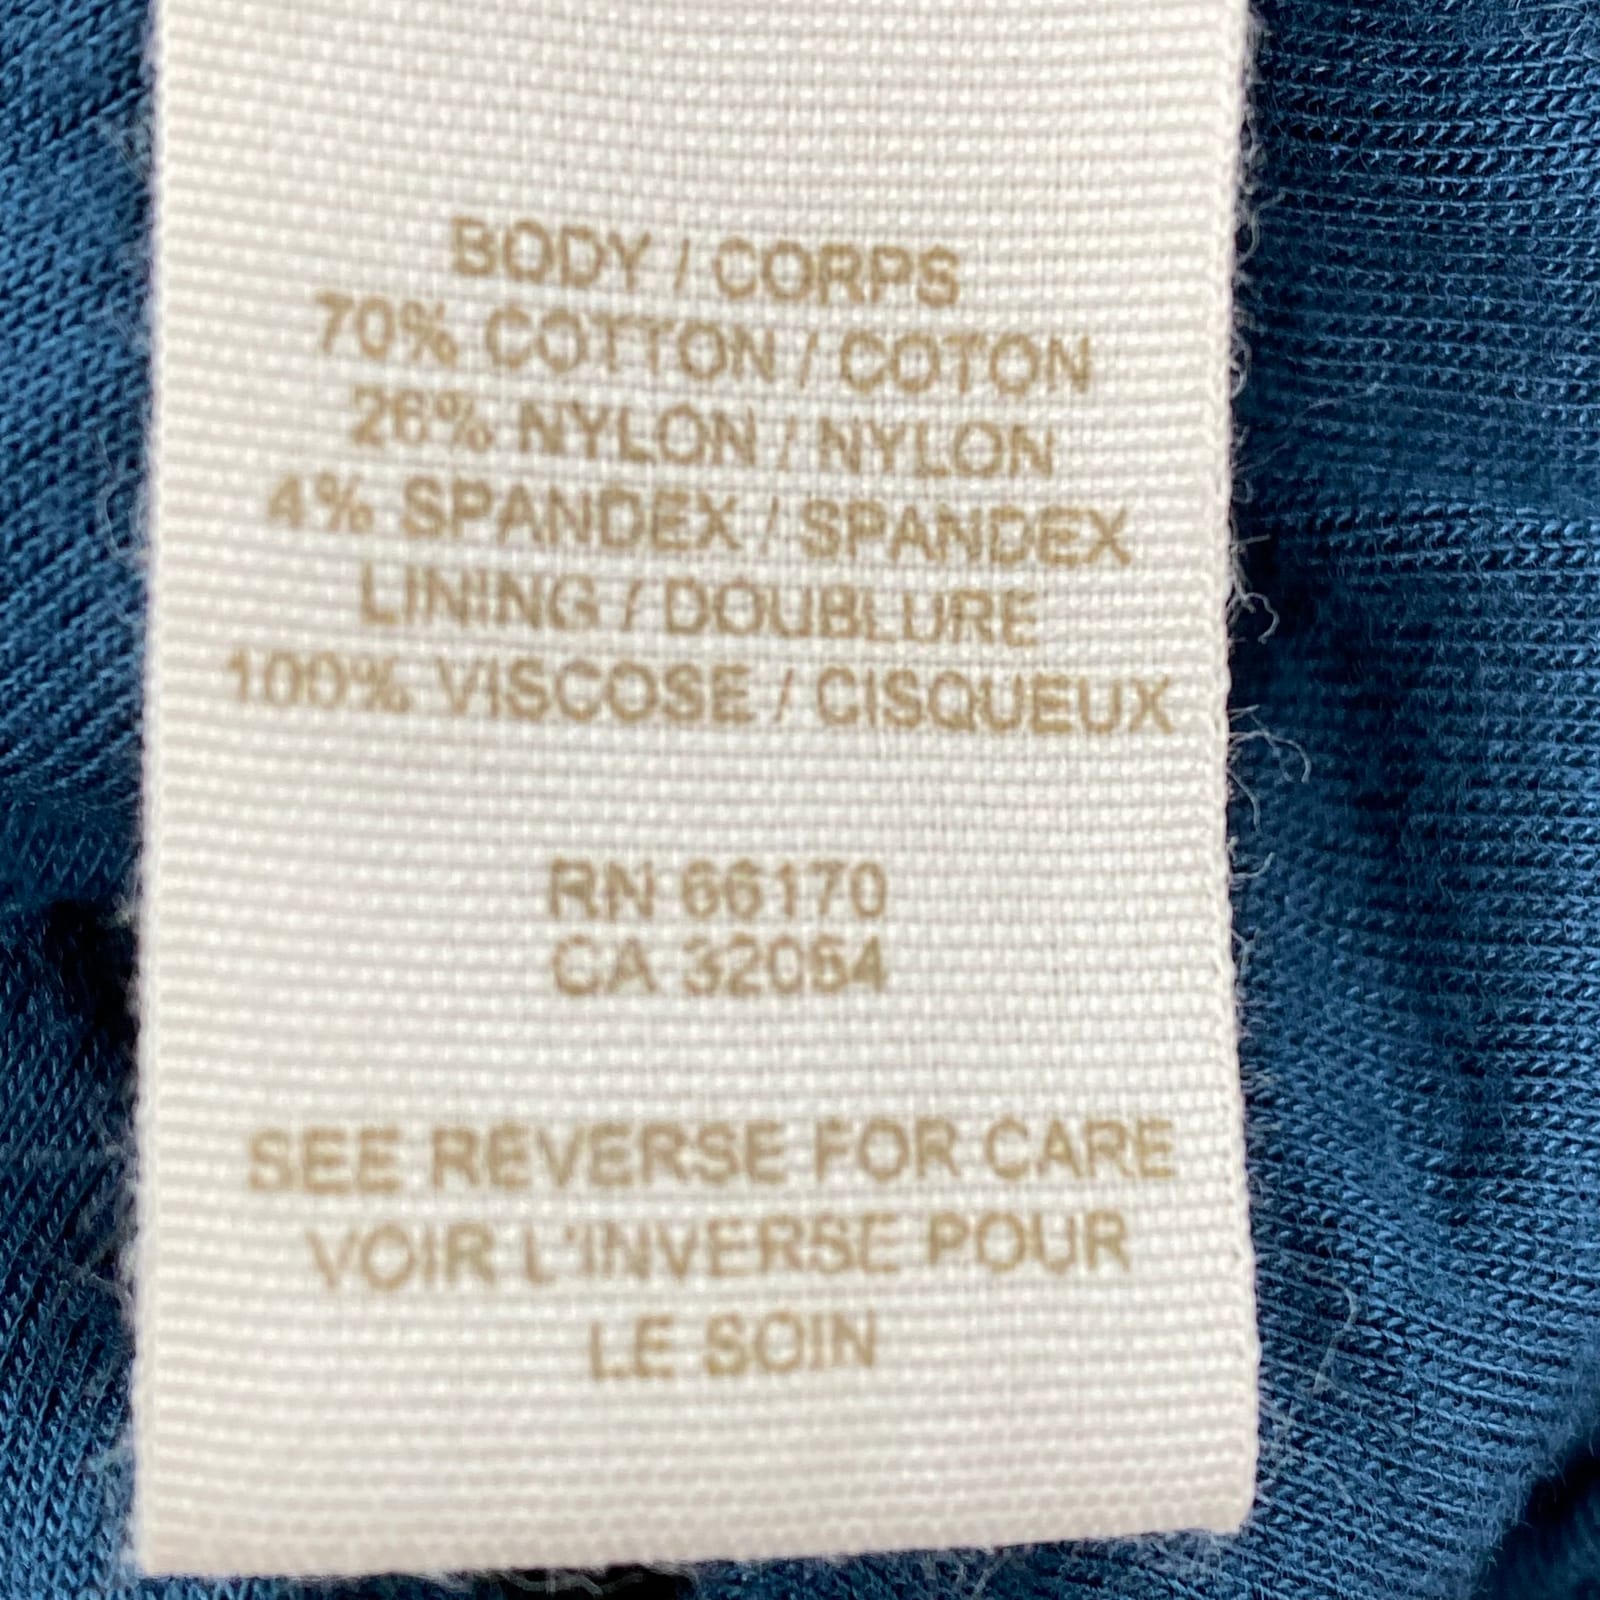 BODY / CORPS
70% COTTON / COTON
26% NYLON / NYLON
4% SPANDEX / SPANDEX
LINING / DOUBLURE
100% VISCOSE / CISQUEUX
RN 66170
CA 32054
SEE REVERSE FOR CARE
VOIR L'INVERSE POUR
LE SOIN